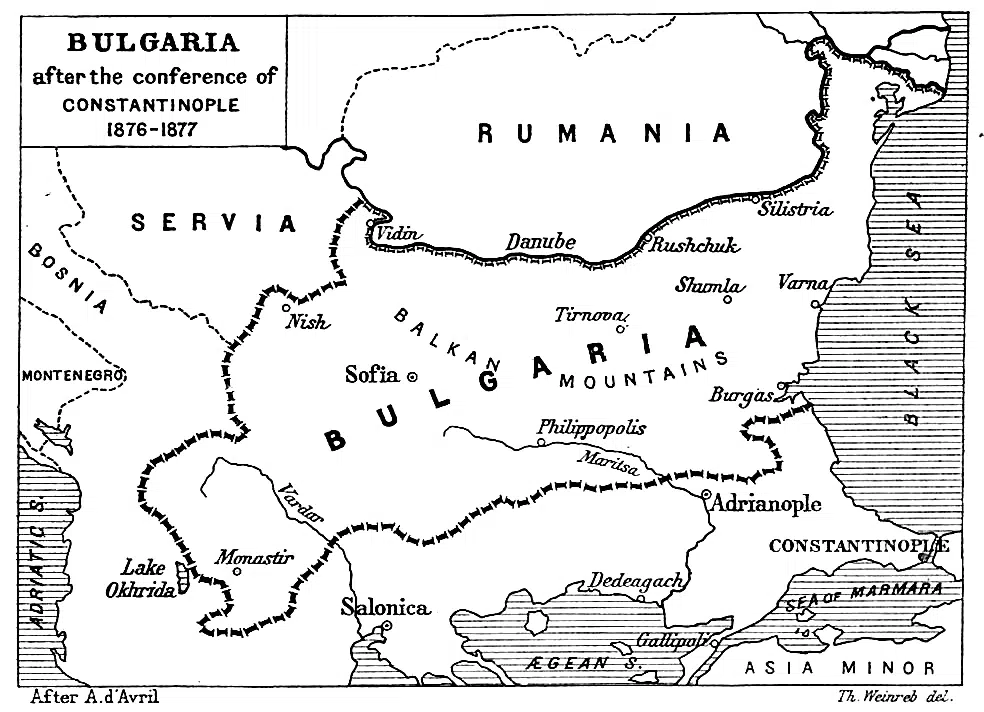 BULGARIA
after the conference of
CONSTANTINOPLE
1876-1877
RUMANIA
SERVIA
Silistria
Vidin
Danube
Rushchuk
BOSNIA
BLACK SEA
Shumla
Varna
Nish
BALKAN
Tirnova
MOUNTAINS
MONTENEGRO
Sofia
BULGARIA
Burgas
Philippopolis
Maritsa
Vardar
Adrianople
ADRIATIC S.
CONSTANTINOPLE
Monastir
Lake
Okhrida
Dedeagach
SEA OF MARMARA
Salonica
Gallipoli
ÆGEAN S.
ASIA MINOR
After A.d'Avril
Th. Weinreb del.